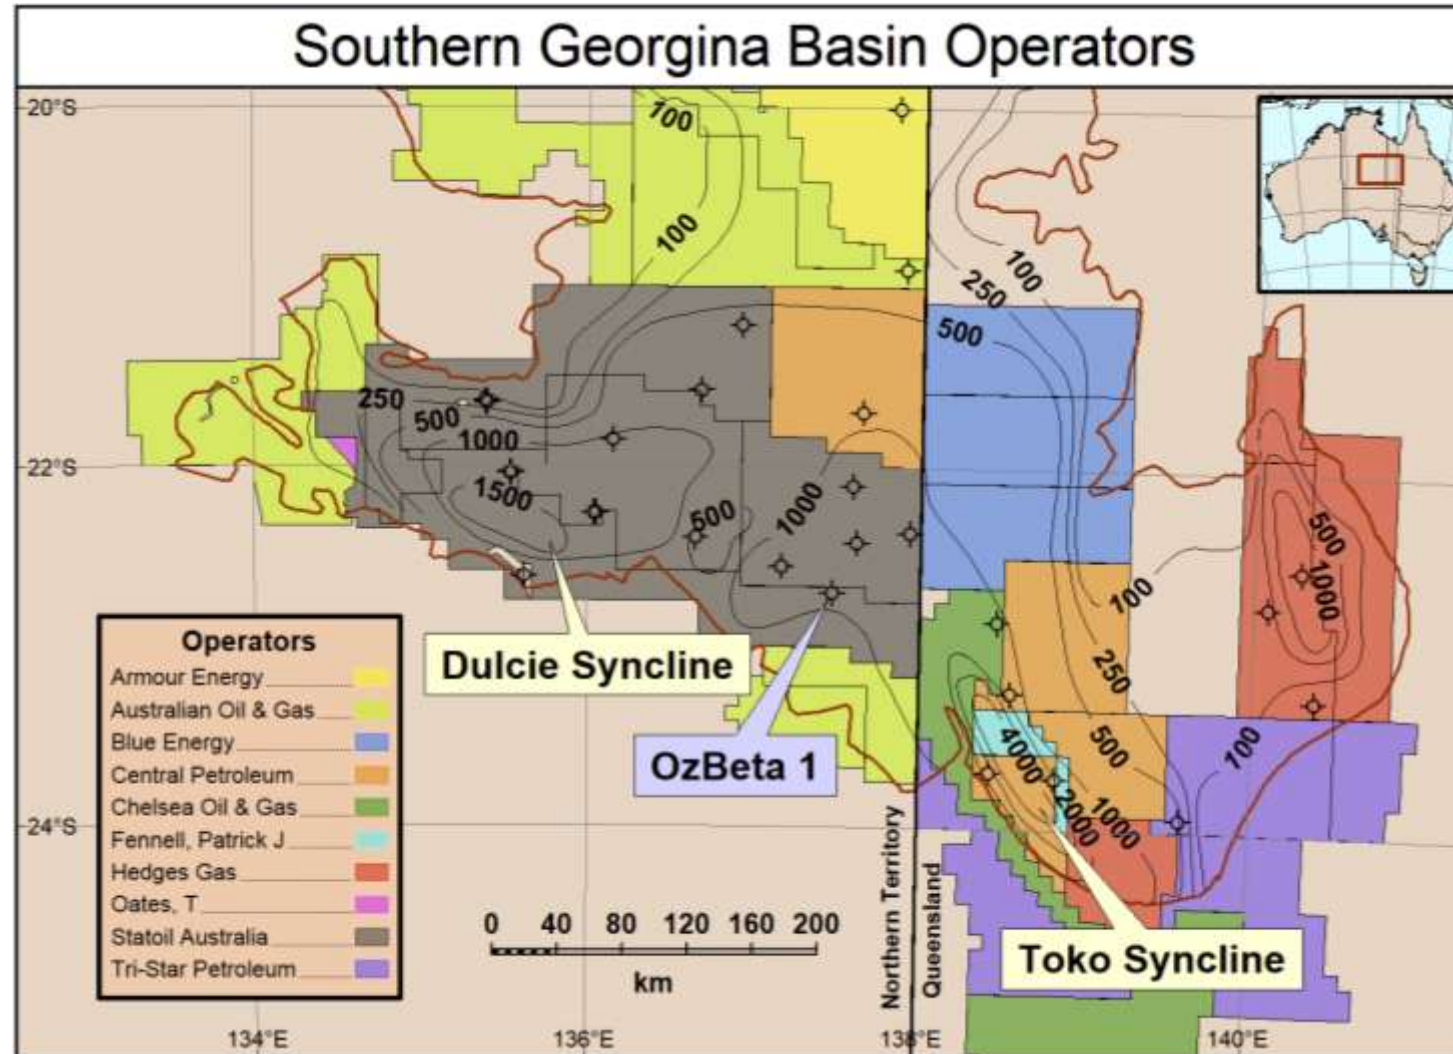 Southern Georgina Basin Operators
20°S
100
100
100
250
500
250
500
1000
1500
500
1000
22°S
500
1000
100
250
Dulcie Syncline
OzBeta 1
4000
500
2000
1000
100
24°S
Operators
Armour Energy
Australian Oil & Gas
Blue Energy
Central Petroleum
Chelsea Oil & Gas
Fennell, Patrick J
Hedges Gas
Oates, T
Statoil Australia
Tri-Star Petroleum
0 40 80 120 160 200
km
Northern Territory
Queensland
Toko Syncline
134°E
136°E
138°E
140°E